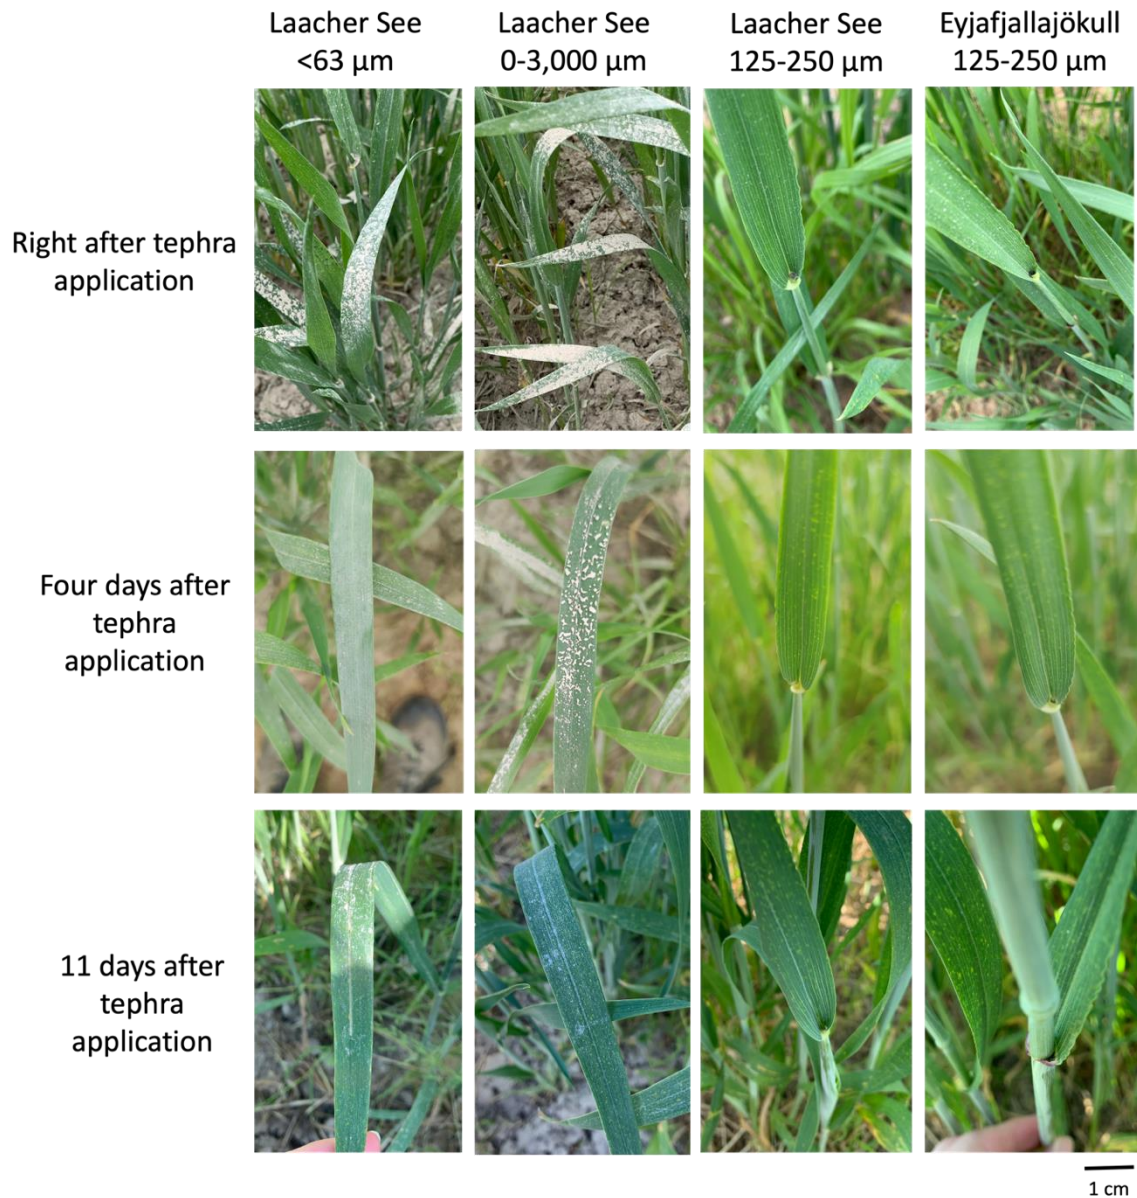 Laacher See
<63 µm
Laacher See
0-3,000 µm
Laacher See
125-250 µm
Eyjafjallajökull
125-250 µm
Right after tephra
application
Four days after
tephra
application
11 days after
tephra
application
1 cm